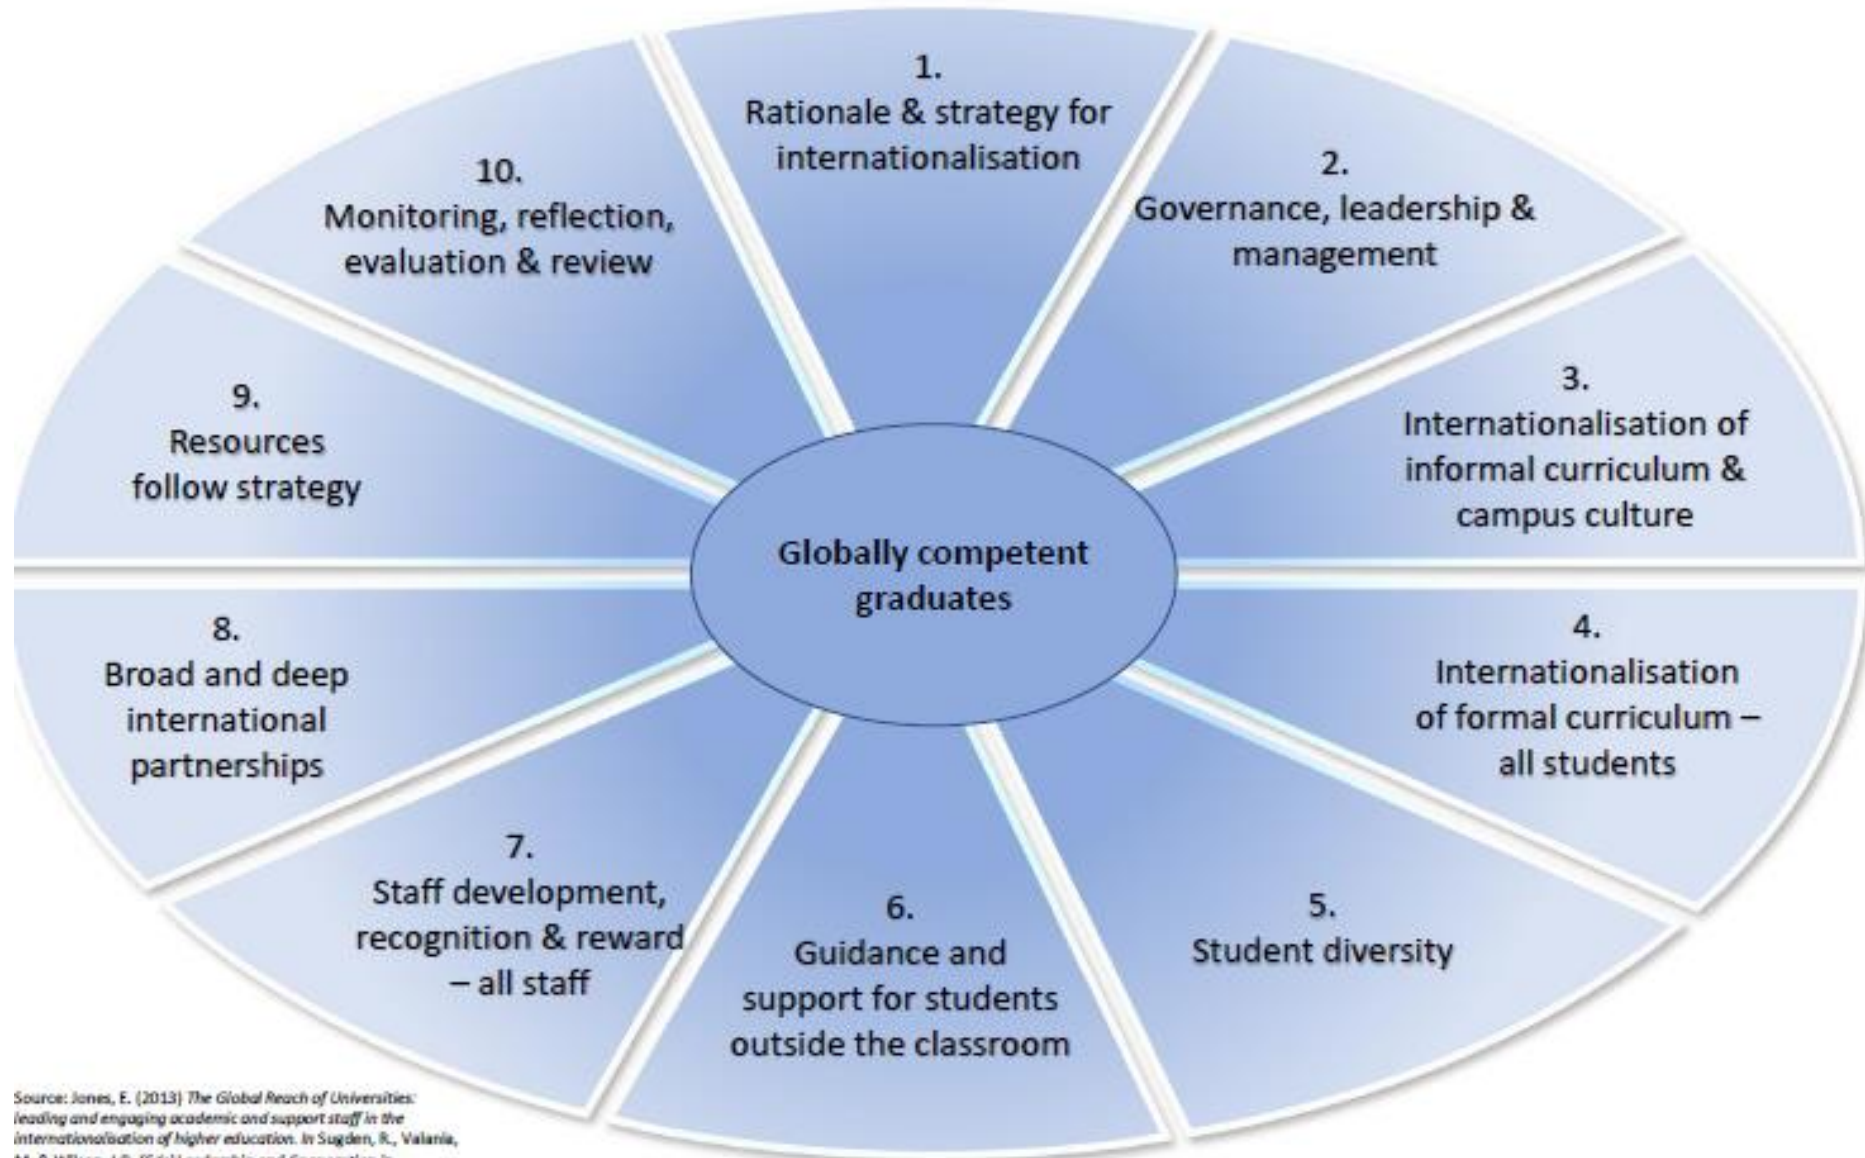 1.
Rationale & strategy for
internationalisation
2.
Governance, leadership &
management
3.
Internationalisation of
informal curriculum &
campus culture
4.
Internationalisation
of formal curriculum –
all students
5.
Student diversity
6.
Guidance and
support for students
outside the classroom
7.
Staff development,
recognition & reward
– all staff
8.
Broad and deep
international
partnerships
9.
Resources
follow strategy
10.
Monitoring, reflection,
evaluation & review
Globally competent
graduates
Source: Jones, E. (2013) The Global Reach of Universities:
leading and engaging academic and support staff in the
internationalisation of higher education. In Sugden, R., Valania,